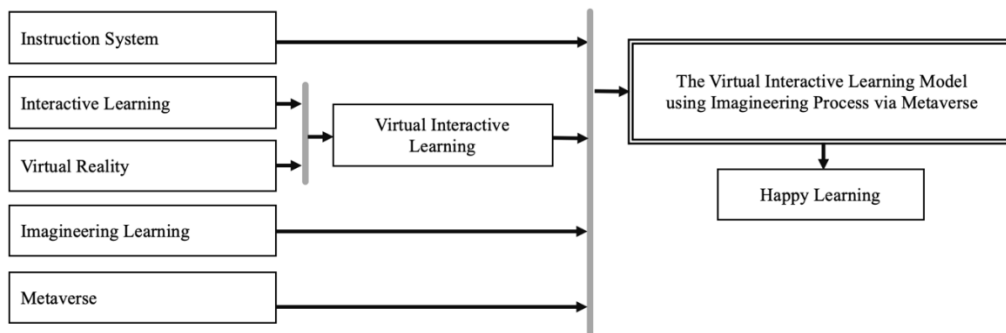 Instruction System
Interactive Learning
Virtual Reality
Imagineering Learning
Metaverse
Virtual Interactive
Learning
The Virtual Interactive Learning Model
using Imagineering Process via Metaverse
Happy Learning